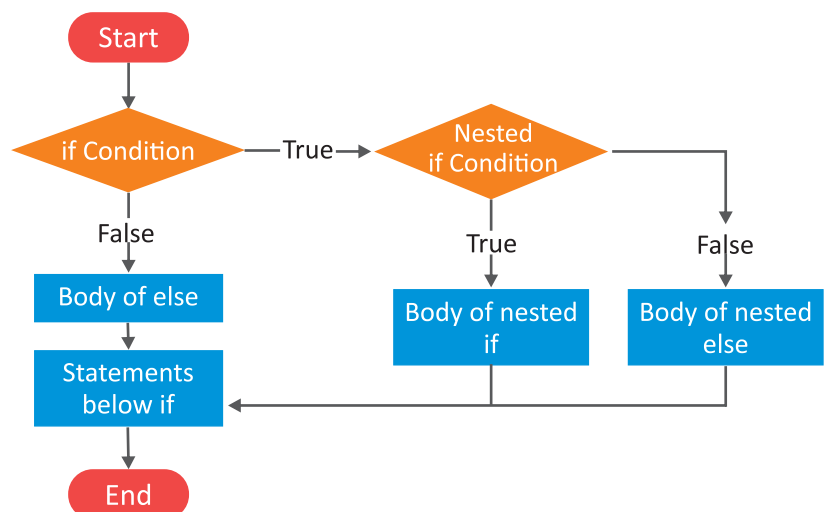 Start
if Condition
True
Nested
if Condition
False
True
False
Body of else
Body of nested
if
Body of nested
else
Statements
below if
End